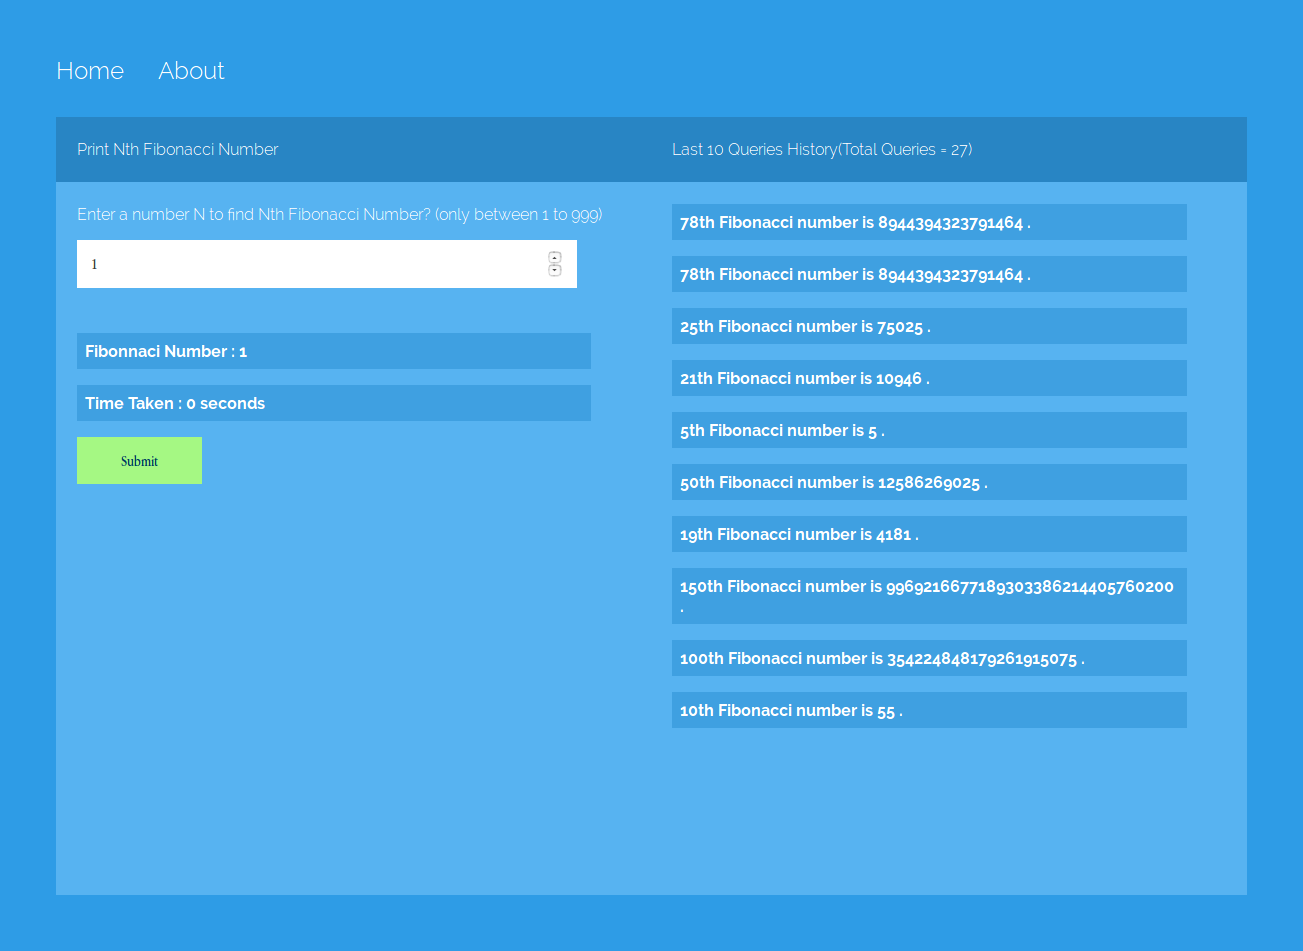 Home About
Print Nth Fibonacci Number
Last 10 Queries History(Total Queries = 27)
Enter a number N to find Nth Fibonacci Number? (only between 1 to 999)
1
Fibonnaci Number : 1
Time Taken : 0 seconds
Submit
78th Fibonacci number is 8944394323791464 .
78th Fibonacci number is 8944394323791464 .
25th Fibonacci number is 75025 .
21th Fibonacci number is 10946 .
5th Fibonacci number is 5 .
50th Fibonacci number is 12586269025 .
19th Fibonacci number is 4181 .
150th Fibonacci number is 9969216677189303386214405760200
.
100th Fibonacci number is 354224848179261915075 .
10th Fibonacci number is 55 .